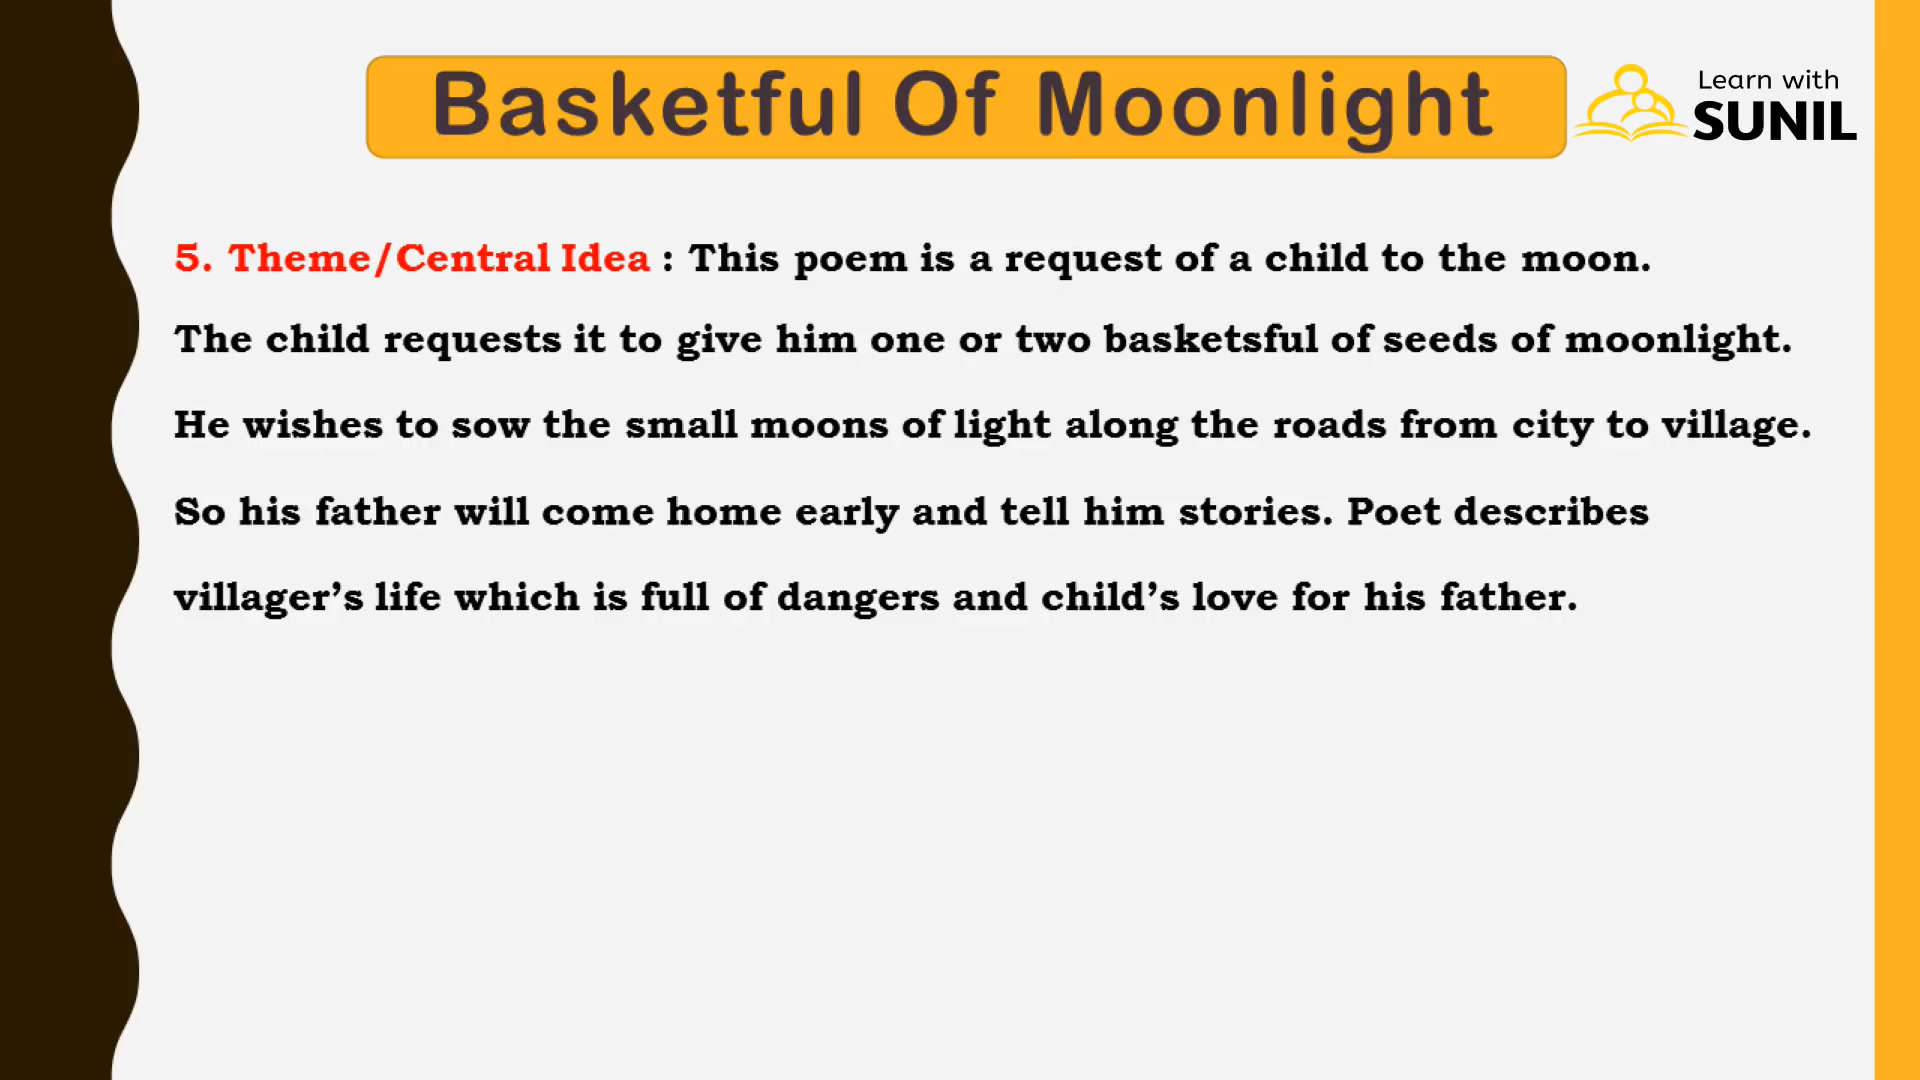 Basketful Of Moonlight
Learn with
SUNIL
5. Theme/Central Idea : This poem is a request of a child to the moon.
The child requests it to give him one or two basketsful of seeds of moonlight.
He wishes to sow the small moons of light along the roads from city to village.
So his father will come home early and tell him stories. Poet describes
villager’s life which is full of dangers and child’s love for his father.